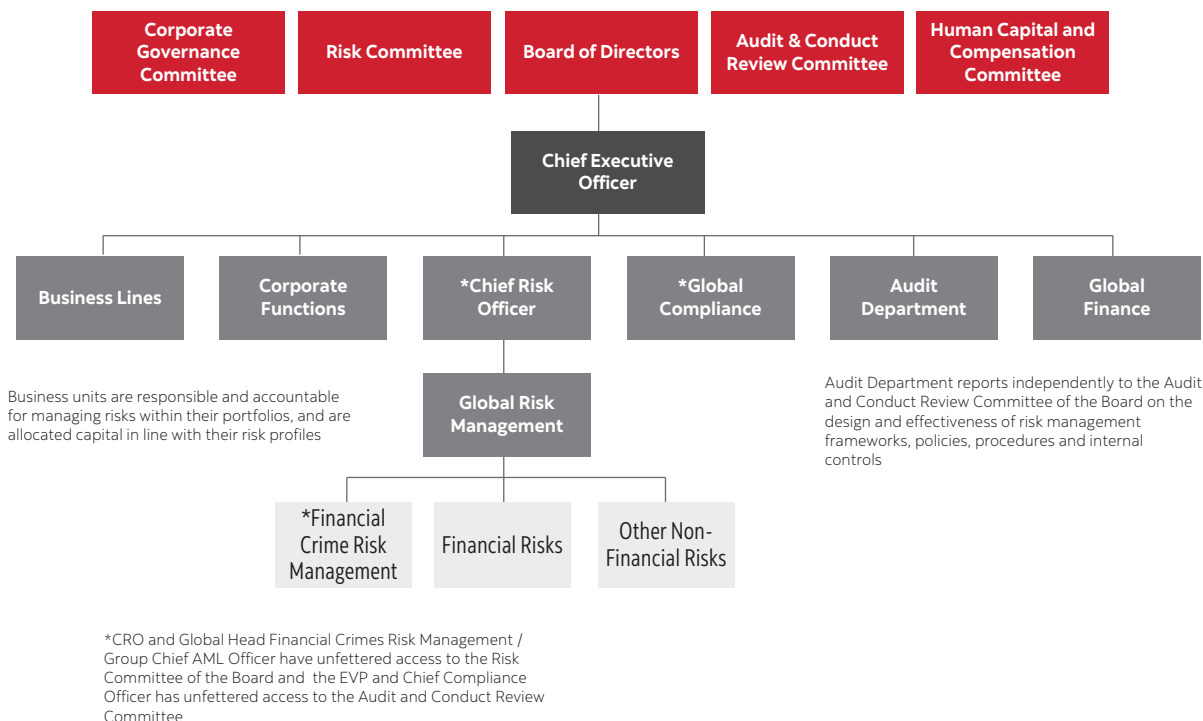 Corporate
Governance
Committee
Risk Committee
Board of Directors
Audit & Conduct
Review Committee
Human Capital and
Compensation
Committee
Chief Executive
Officer
Business Lines
Corporate
Functions
*Chief Risk
Officer
*Global
Compliance
Audit
Department
Global
Finance
Business units are responsible and accountable
for managing risks within their portfolios, and are
allocated capital in line with their risk profiles
Global Risk
Management
Audit Department reports independently to the Audit
and Conduct Review Committee of the Board on the
design and effectiveness of risk management
frameworks, policies, procedures and internal
controls
*Financial
Crime Risk
Management
Financial Risks
Other Non-
Financial Risks
*CRO and Global Head Financial Crimes Risk Management /
Group Chief AML Officer have unfettered access to the Risk
Committee of the Board and the EVP and Chief Compliance
Officer has unfettered access to the Audit and Conduct Review
Committee